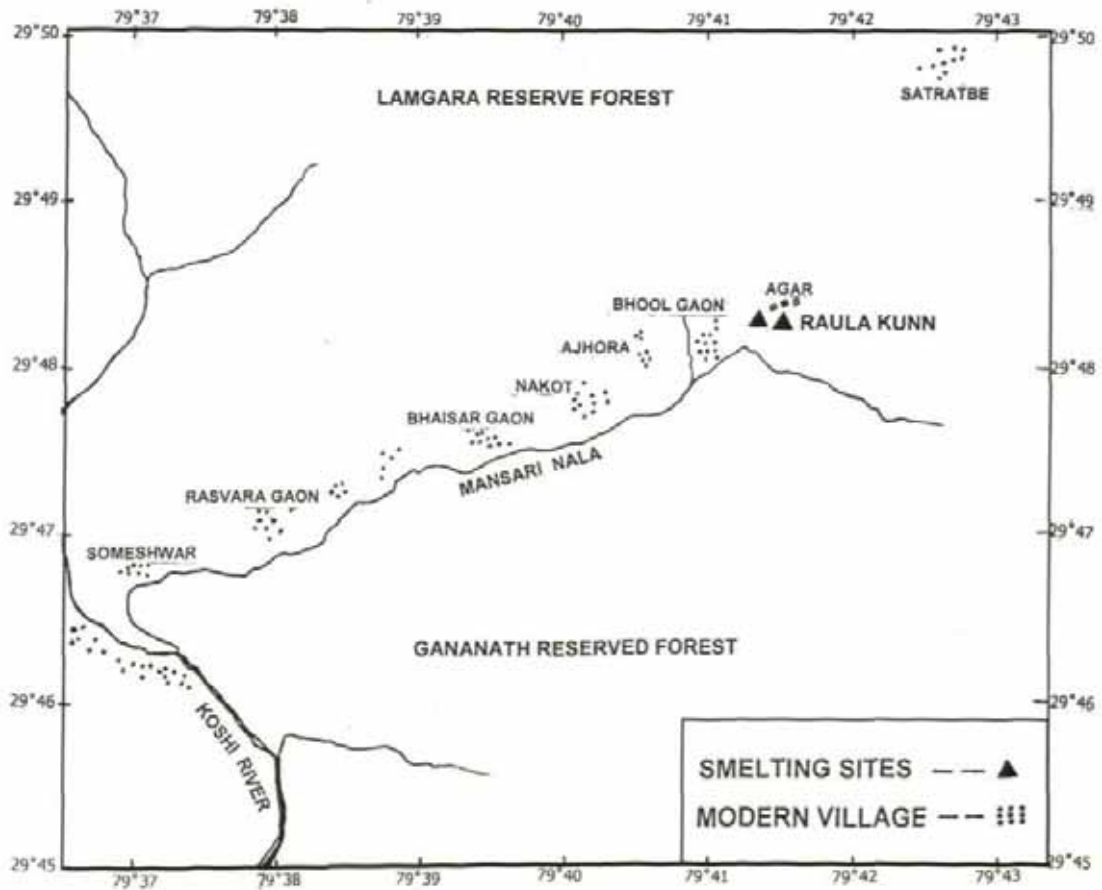 79°37 79°38 79°39 79°40 79°41 79°42 79°43
29°50 29°50
LAMGARA RESERVE FOREST
SATRATBE
29°49 29°49
AGAR
BHOOL GAON
RAULA KUNN
AJHORA
29°48 29°48
NAKOT
BHAISAR GAON
MANSARI NALA
RASVARA GAON
29°47 29°47
SOMESHWAR
GANANATH RESERVED FOREST
29°46 29°46
KOSHI RIVER
SMELTING SITES
MODERN VILLAGE
29°45 29°45
79°37 79°38 79°39 79°40 79°41 79°42 79°43